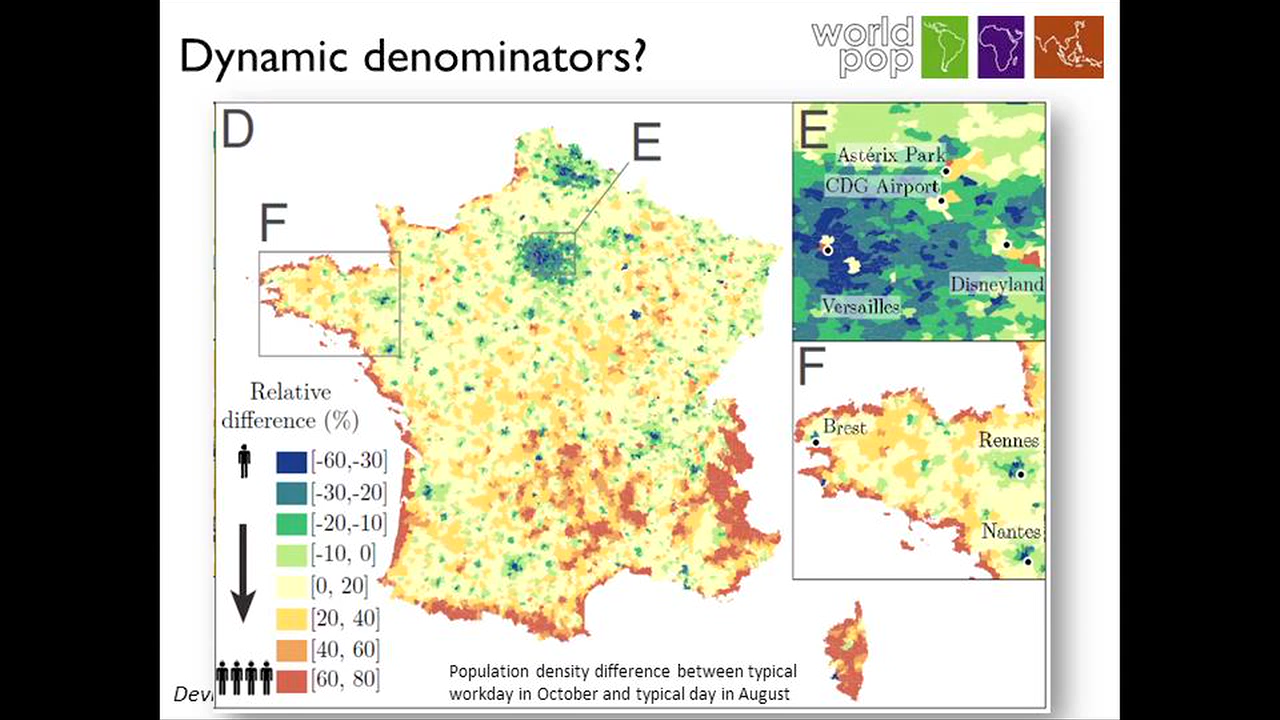 Dynamic denominators?
world
pop
D
E
F
Relative
difference (%)
[-60,-30]
[-30,-20]
[-20,-10]
[-10, 0]
[0, 20]
[20, 40]
[40, 60]
[60, 80]
Population density difference between typical
workday in October and typical day in August
E
Astérix Park
CDG Airport
Disneyland
Versailles
F
Brest
Rennes
Nantes